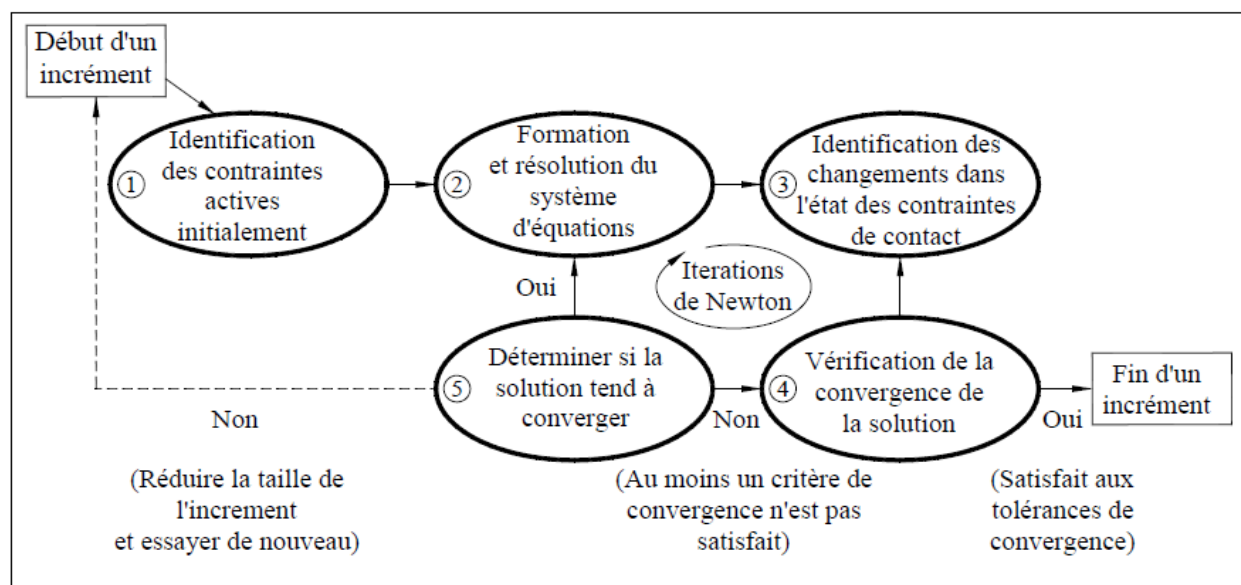 Début d'un
incrément
①
Identification
des contraintes
actives
initialement
②
Formation
et résolution du
système
d'équations
③
Identification des
changements dans
l'état des contraintes
de contact
Oui
Iterations
de Newton
⑤
Déterminer si la
solution tend à
converger
④
Vérification de la
convergence de
la solution
Fin d'un
incrément
Non
Non
Oui
(Réduire la taille de
l'increment
et essayer de nouveau)
(Au moins un critère de
convergence n'est pas
satisfait)
(Satisfait aux
tolérances de
convergence)